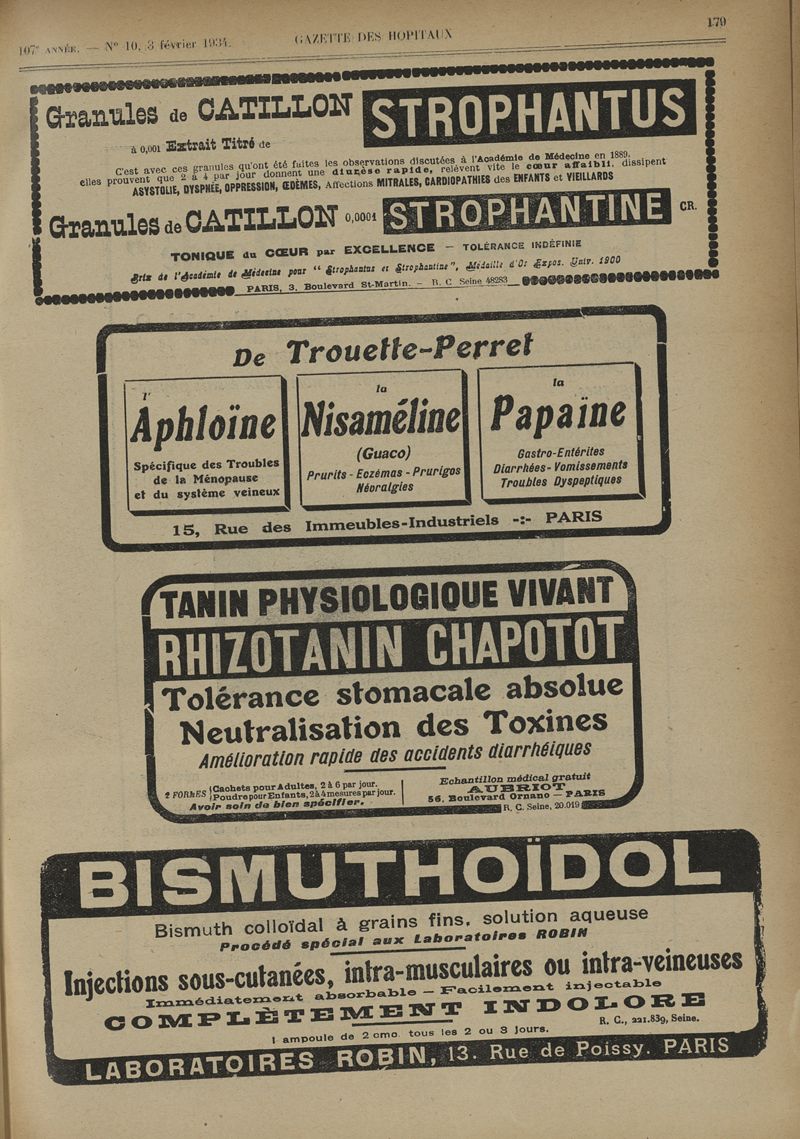 107e ANNÉE. — No 10, 3 février 1934.
GAZETTE DES HOPITAUX
179
Granules de CATILLON
à 0,001 Extrait Titré de
STROPHANTUS
C'est avec ces granules qu'ont été faites les observations discutées à l'Académie de Médecine en 1889.
elles prouvent que 2 à 4 par jour donnent une diurèse rapide, relèvent vite le cœur affaibli, dissipent
ASYSTOLIE, DYSPNÉE, OPPRESSION, ŒDÈMES, Affections MITRALES, CARDIOPATHIES des ENFANTS et VIEILLARDS
Granules de CATILLON 0,0001 STROPHANTINE CR.
TONIQUE du CŒUR par EXCELLENCE — TOLÉRANCE INDÉFINIE
Prix de l'Académie de Médecine pour "Strophantus et Strophantine", Médaille d'Or Expos. Univ. 1900
PARIS, 3, Boulevard St-Martin. — R. C Seine 48283
De Trouette-Perret
l'
Aphloïne
Spécifique des Troubles
de la Ménopause
et du système veineux
la
Nisaméline
(Guaco)
Prurits - Eczémas - Prurigos
Névralgies
la
Papaïne
Gastro-Entérites
Diarrhées - Vomissements
Troubles Dyspeptiques
15, Rue des Immeubles-Industriels -:- PARIS
TANIN PHYSIOLOGIQUE VIVANT
RHIZOTANIN CHAPOTOT
Tolérance stomacale absolue
Neutralisation des Toxines
Amélioration rapide des accidents diarrhéiques
2 FORMES
Cachets pour Adultes, 2 à 6 par jour.
Poudre pour Enfants, 2 à 4 mesures par jour.
Avoir soin de bien spécifier.
Echantillon médical gratuit
AUBRIOT
56, Boulevard Ornano — PARIS
R. C. Seine, 20.019
BISMUTHOÏDOL
Bismuth colloïdal à grains fins, solution aqueuse
Procédé spécial aux Laboratoires ROBIN
Injections sous-cutanées, intra-musculaires ou intra-veineuses
Immédiatement absorbable — Facilement injectable
COMPLÈTEMENT INDOLORE
1 ampoule de 2 cmc. tous les 2 ou 3 jours.
R. C., 221.839, Seine.
LABORATOIRES ROBIN, 13. Rue de Poissy. PARIS